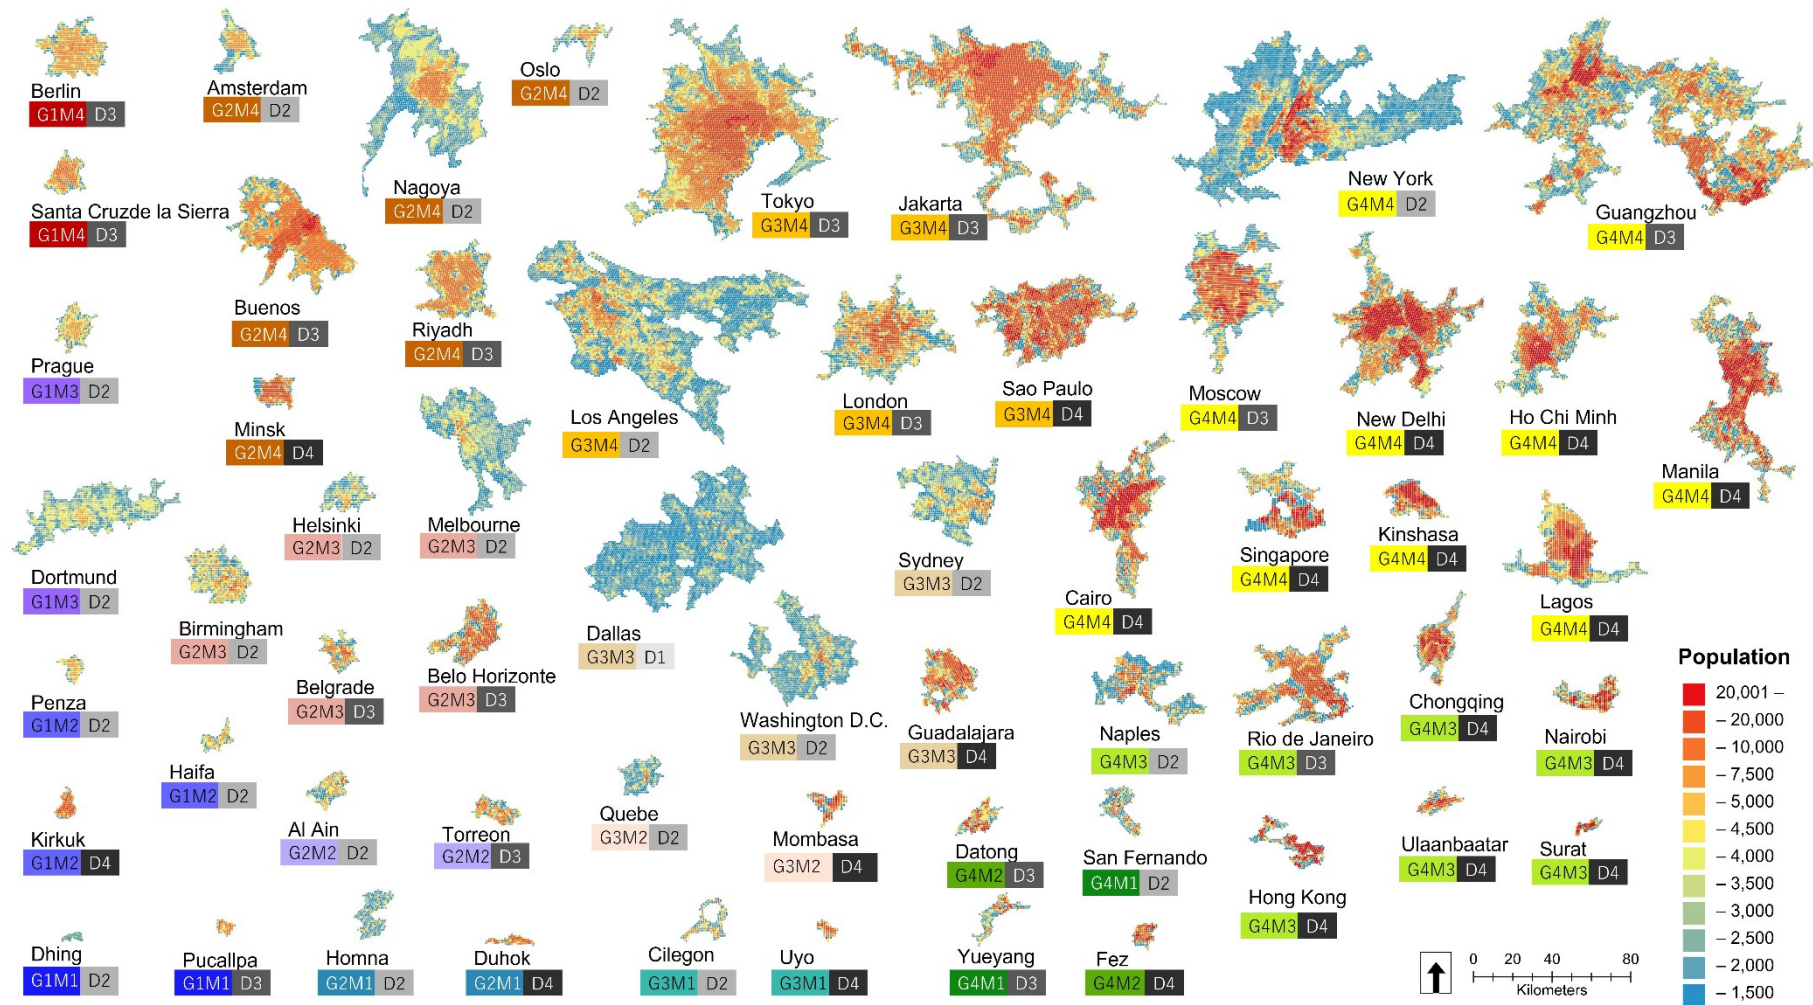 Berlin
G1M4 D3
Amsterdam
G2M4 D2
Nagoya
G2M4 D2
Oslo
G2M4 D2
Tokyo
G3M4 D3
Jakarta
G3M4 D3
New York
G4M4 D2
Guangzhou
G4M4 D3
Santa Cruzde la Sierra
G1M4 D3
Buenos
G2M4 D3
Riyadh
G2M4 D3
Los Angeles
G3M4 D2
London
G3M4 D3
Sao Paulo
G3M4 D4
Moscow
G4M4 D3
New Delhi
G4M4 D4
Ho Chi Minh
G4M4 D4
Manila
G4M4 D4
Prague
G1M3 D2
Minsk
G2M4 D4
Dortmund
G1M3 D2
Helsinki
G2M3 D2
Melbourne
G2M3 D2
Birmingham
G2M3 D2
Dallas
G3M3 D1
Sydney
G3M3 D2
Cairo
G4M4 D4
Singapore
G4M4 D4
Kinshasa
G4M4 D4
Lagos
G4M4 D4
Penza
G1M2 D2
Belgrade
G2M3 D3
Belo Horizonte
G2M3 D3
Washington D.C.
G3M3 D2
Guadalajara
G3M3 D4
Naples
G4M3 D2
Rio de Janeiro
G4M3 D3
Chongqing
G4M3 D4
Nairobi
G4M3 D4
Haifa
G1M2 D2
Kirkuk
G1M2 D4
Al Ain
G2M2 D2
Torreon
G2M2 D3
Quebe
G3M2 D2
Mombasa
G3M2 D4
Datong
G4M2 D3
San Fernando
G4M1 D2
Hong Kong
G4M3 D4
Ulaanbaatar
G4M3 D4
Surat
G4M3 D4
Dhing
G1M1 D2
Pucallpa
G1M1 D3
Homna
G2M1 D2
Duhok
G2M1 D4
Cilegon
G3M1 D2
Uyo
G3M1 D4
Yueyang
G4M1 D3
Fez
G4M2 D4
0 20 40 60 80
Kilometers
Population
20,001 –
– 20,000
– 10,000
– 7,500
– 5,000
– 4,500
– 4,000
– 3,500
– 3,000
– 2,500
– 2,000
– 1,500